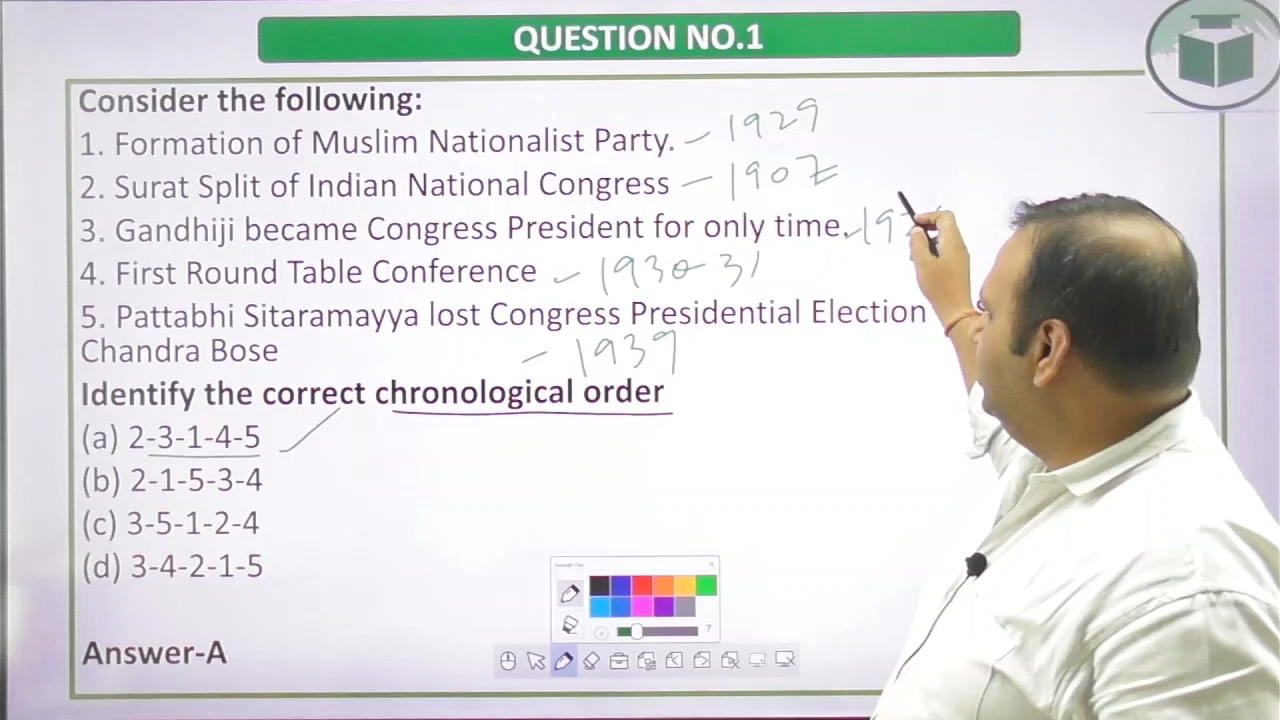 QUESTION NO.1
Consider the following:
1. Formation of Muslim Nationalist Party. - 1929
2. Surat Split of Indian National Congress - 1907
3. Gandhiji became Congress President for only time.
4. First Round Table Conference - 1930-31
5. Pattabhi Sitaramayya lost Congress Presidential Election
Chandra Bose - 1939
Identify the correct chronological order
(a) 2-3-1-4-5
(b) 2-1-5-3-4
(c) 3-5-1-2-4
(d) 3-4-2-1-5
Answer-A